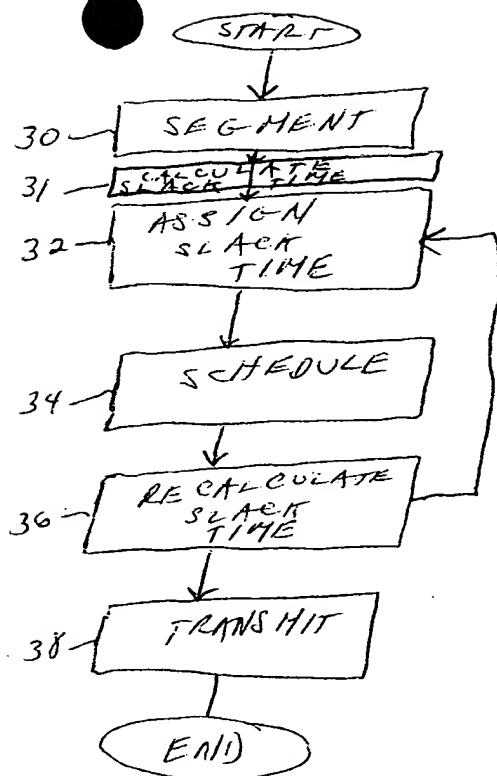 START
30 SEGMENT
31 CALCULATE
SLACK TIME
32 ASSIGN
SLACK
TIME
34 SCHEDULE
36 RECALCULATE
SLACK
TIME
38 TRANSMIT
END